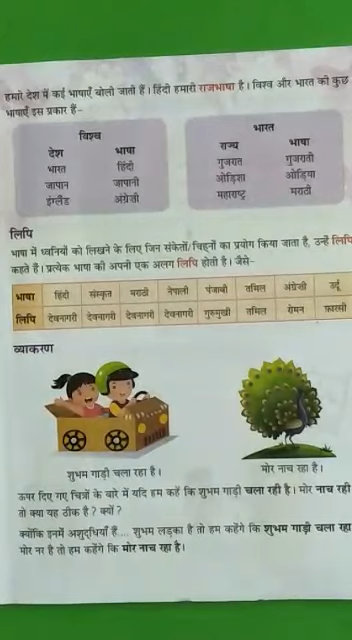 हमारे देश में कई भाषाएँ बोली जाती हैं। हिंदी हमारी राजभाषा है। विश्व और भारत की कुछ
भाषाएँ इस प्रकार हैं–
विश्व
देश भाषा
भारत हिंदी
जापान जापानी
इंग्लैंड अंग्रेज़ी
भारत
राज्य भाषा
गुजरात गुजराती
ओड़िशा ओड़िया
महाराष्ट्र मराठी
लिपि
भाषा में ध्वनियों को लिखने के लिए जिन संकेतों/चिह्नों का प्रयोग किया जाता है, उन्हें लिपि
कहते हैं। प्रत्येक भाषा की अपनी एक अलग लिपि होती है। जैसे–
भाषा हिंदी संस्कृत मराठी नेपाली पंजाबी तमिल अंग्रेज़ी उर्दू
लिपि देवनागरी देवनागरी देवनागरी देवनागरी गुरुमुखी तमिल रोमन फ़ारसी
व्याकरण
शुभम गाड़ी चला रहा है। मोर नाच रहा है।
ऊपर दिए गए चित्रों के बारे में यदि हम कहें कि शुभम गाड़ी चला रही है। मोर नाच रही
तो क्या यह ठीक है? क्यों?
क्योंकि इनमें अशुद्धियाँ हैं.... शुभम लड़का है तो हम कहेंगे कि शुभम गाड़ी चला रहा
मोर नर है तो हम कहेंगे कि मोर नाच रहा है।